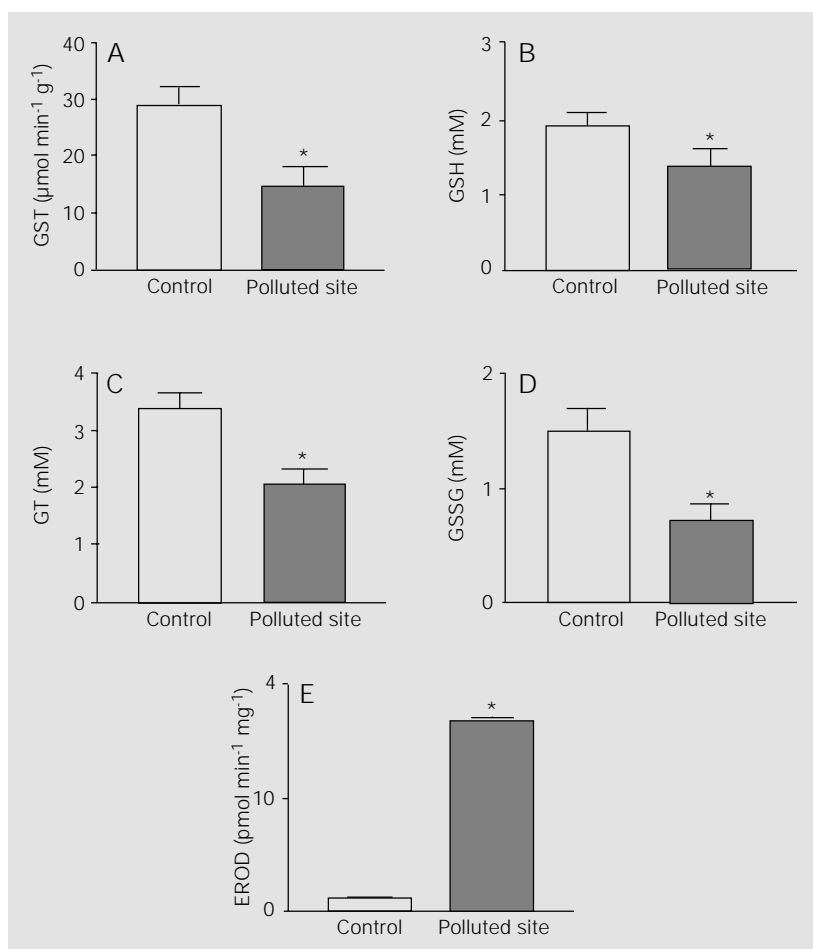 A
GST (µmol min-1 g-1)
40
30
20
10
0
*
Control Polluted site
B
GSH (mM)
3
2
1
0
*
Control Polluted site
C
GT (mM)
4
3
2
1
0
*
Control Polluted site
D
GSSG (mM)
2
1
0
*
Control Polluted site
E
EROD (pmol min-1 mg-1)
4
10
0
*
Control Polluted site